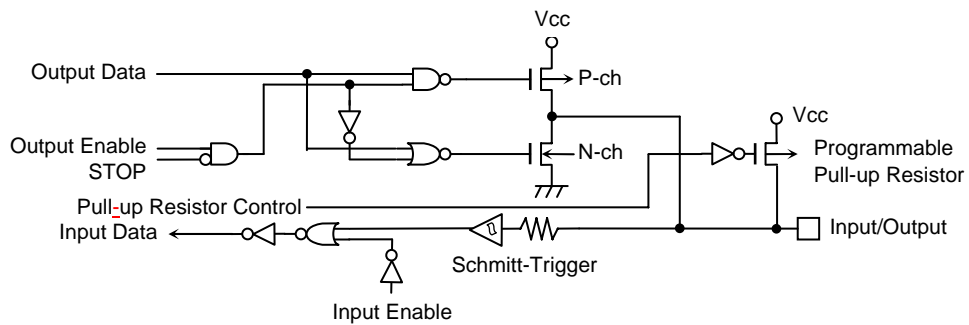 Vcc
Output Data
P-ch
Vcc
Output Enable
STOP
N-ch
Programmable
Pull-up Resistor
Pull-up Resistor Control
Input Data
Input/Output
Schmitt-Trigger
Input Enable